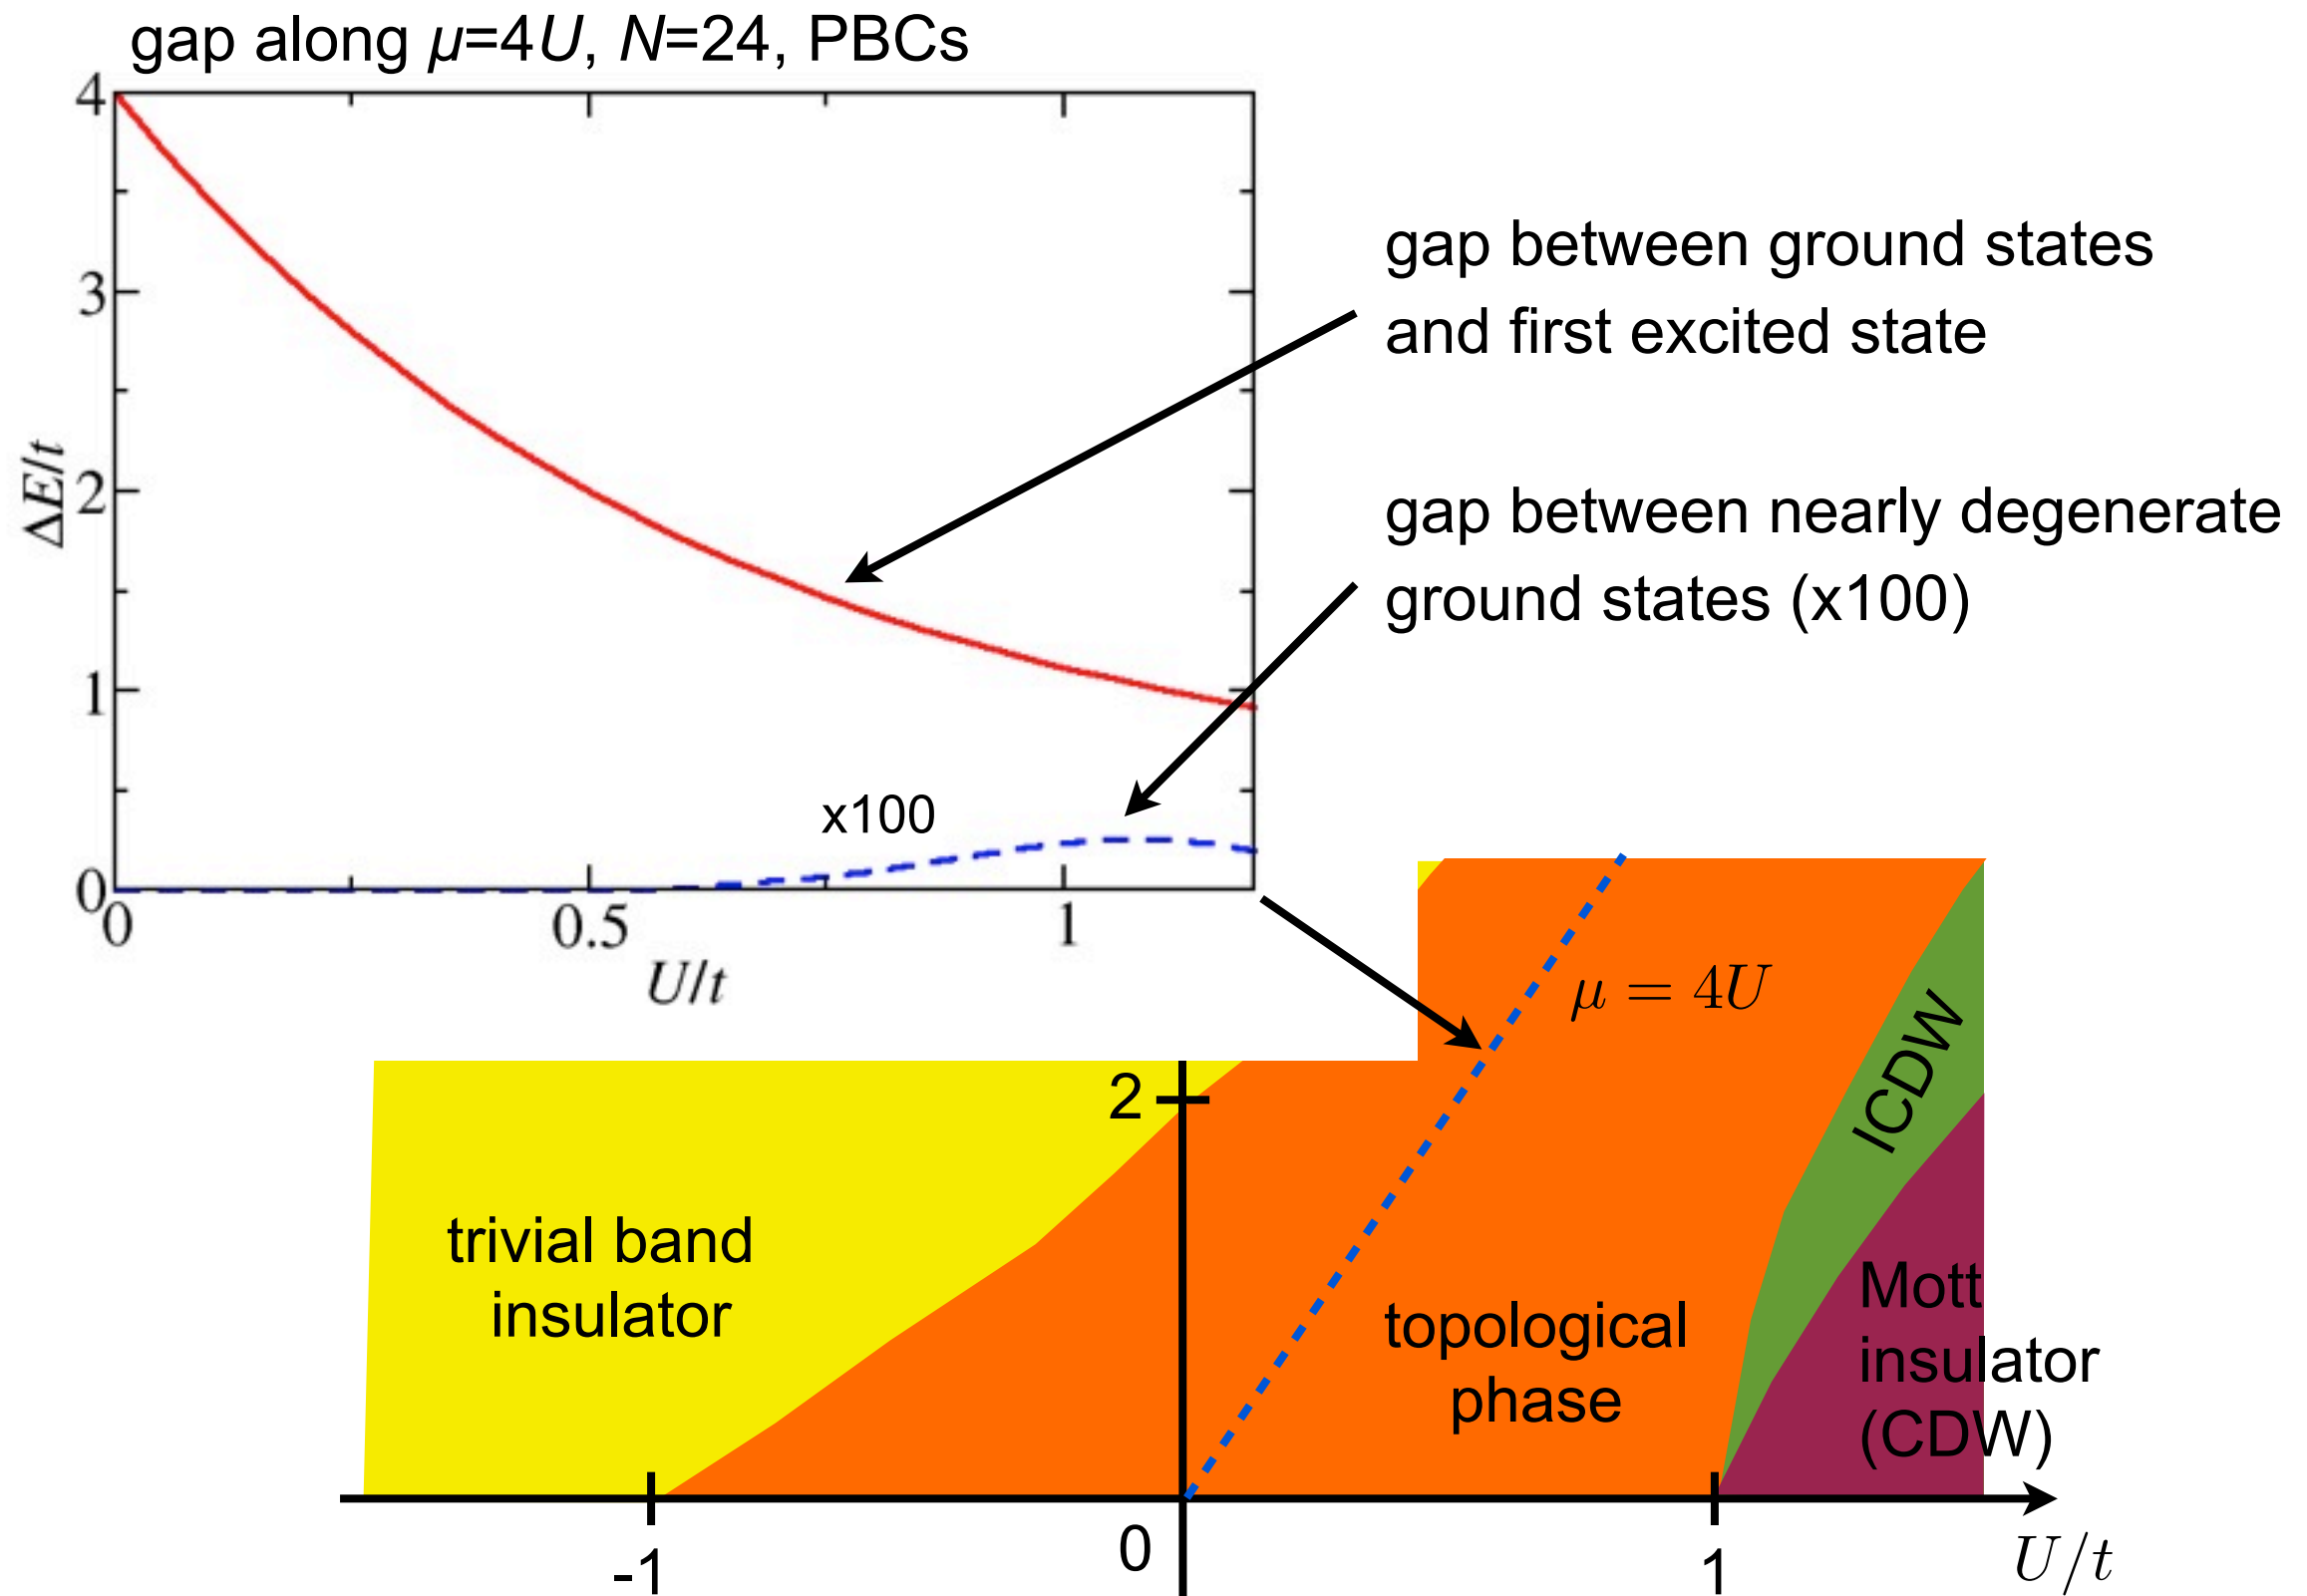 gap along μ=4U, N=24, PBCs
4
3
2
1
0
ΔE/t
0
0.5
1
U/t
x100
gap between ground states
and first excited state
gap between nearly degenerate
ground states (x100)
μ = 4U
2
trivial band
insulator
topological
phase
ICDW
Mott
insulator
(CDW)
-1
0
1
U/t